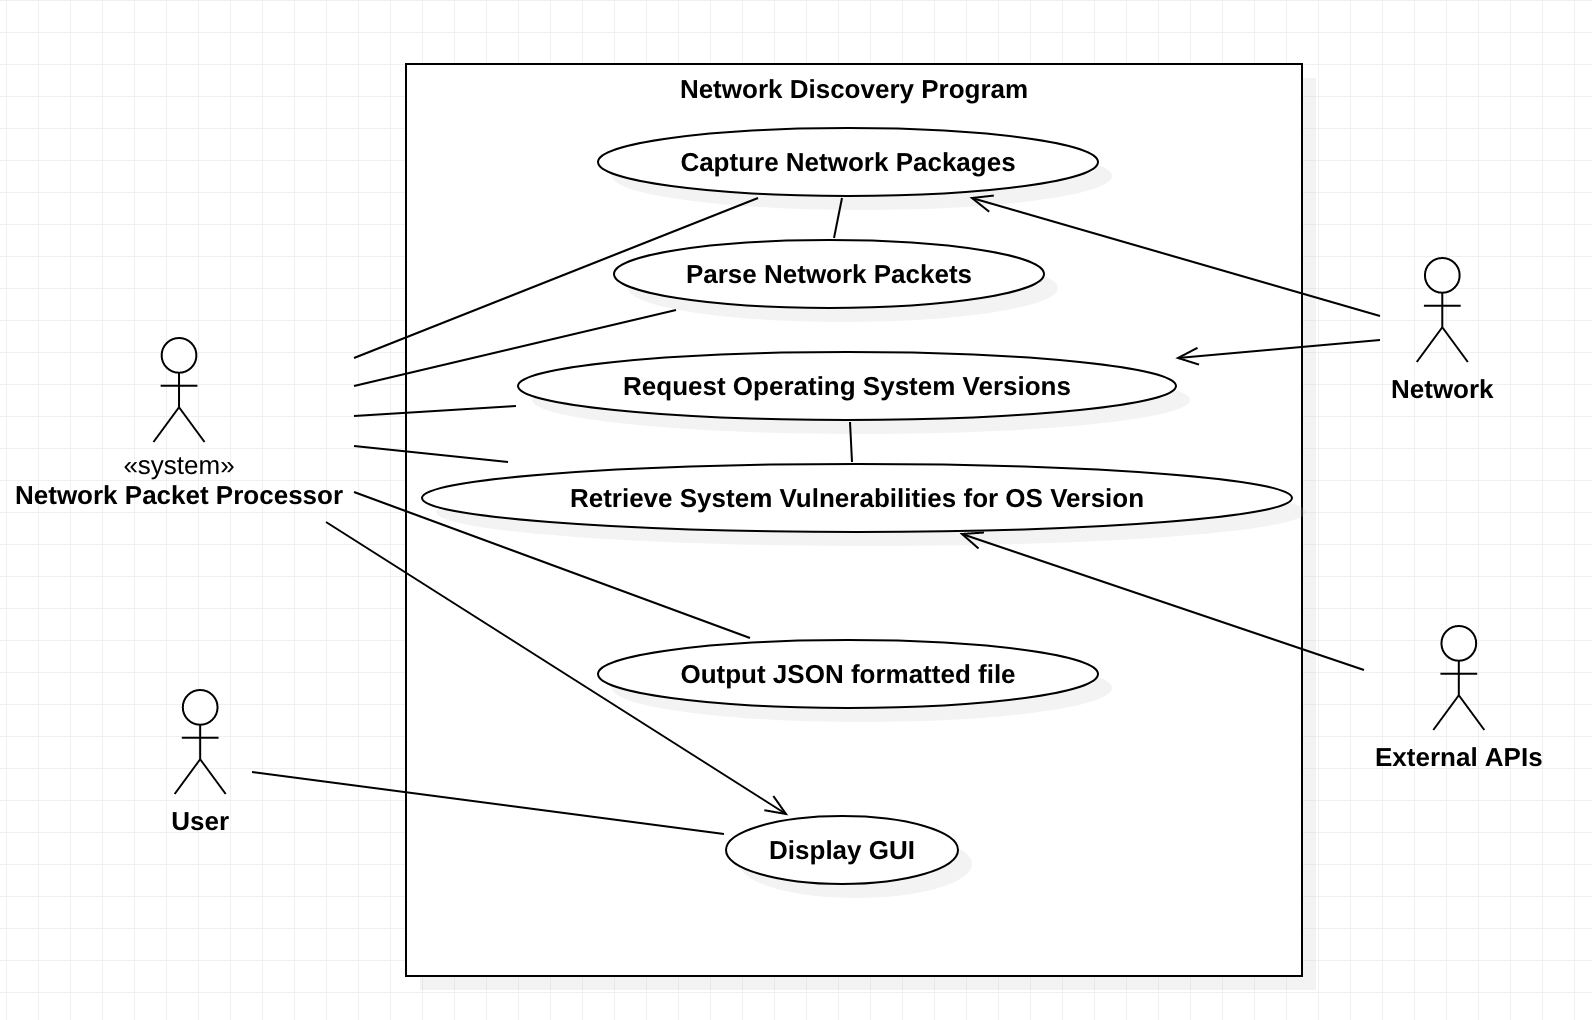 Network Discovery Program
Capture Network Packages
Parse Network Packets
Request Operating System Versions
Retrieve System Vulnerabilities for OS Version
Output JSON formatted file
Display GUI
«system»
Network Packet Processor
User
Network
External APIs